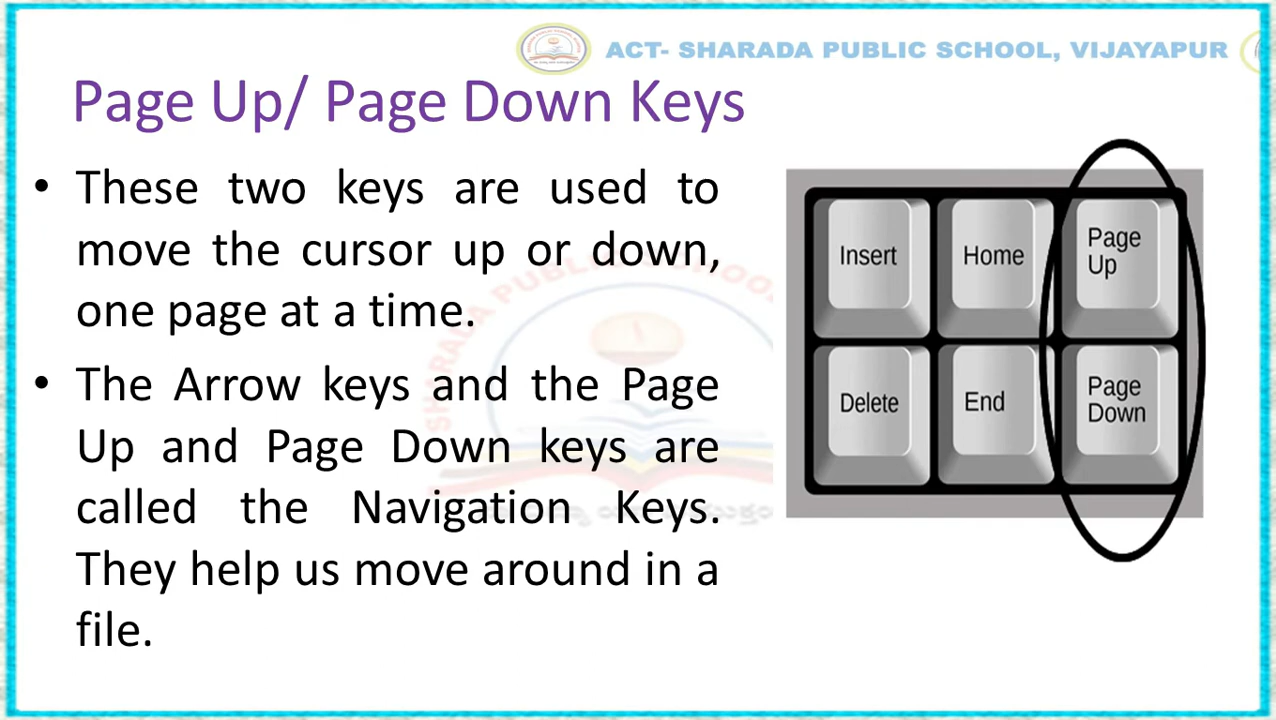 ACT- SHARADA PUBLIC SCHOOL, VIJAYAPUR
Page Up/ Page Down Keys
• These two keys are used to
move the cursor up or down,
one page at a time.
• The Arrow keys and the Page
Up and Page Down keys are
called the Navigation Keys.
They help us move around in a
file.
Insert
Home
Page
Up
Delete
End
Page
Down
SHARADA PUBLIC SCHOOL